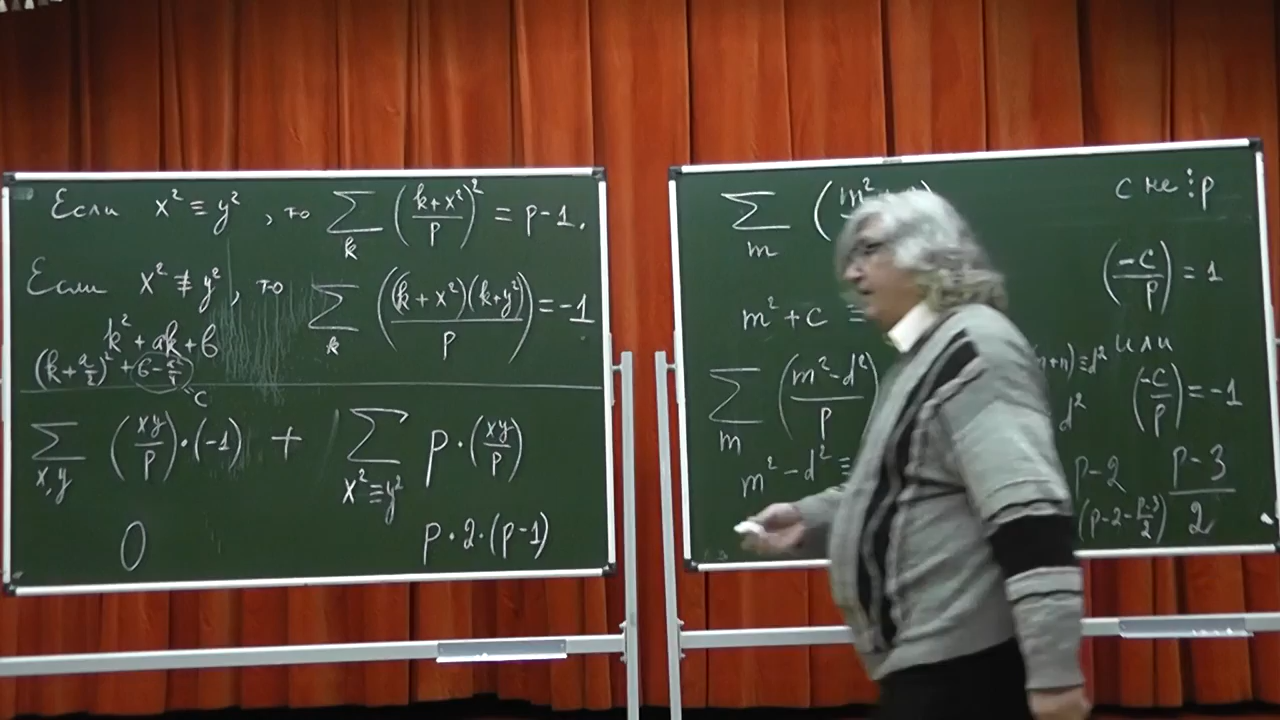 Если x² ≡ y², то ∑_k ((k+x²)/p)² = p-1.
Если x² ≢ y², то ∑_k ((k+x²)(k+y²)/p) = -1
k² + ak + b
(k+a/2)² + b - a²/4
c
∑_{x,y} (xy/p)·(-1) + ∑_{x²≡y²} p·(xy/p)
0 p·2·(p-1)
∑_m (m² с не ⋮ p
(-c/p) = 1
m² + c ≡
или
∑_m ((m²-d²)/p) +n) ≡ d² (-c/p) = -1
d²
m² - d² ≡ p-2 (p-3)/2
(p-2-(p-3)/2)